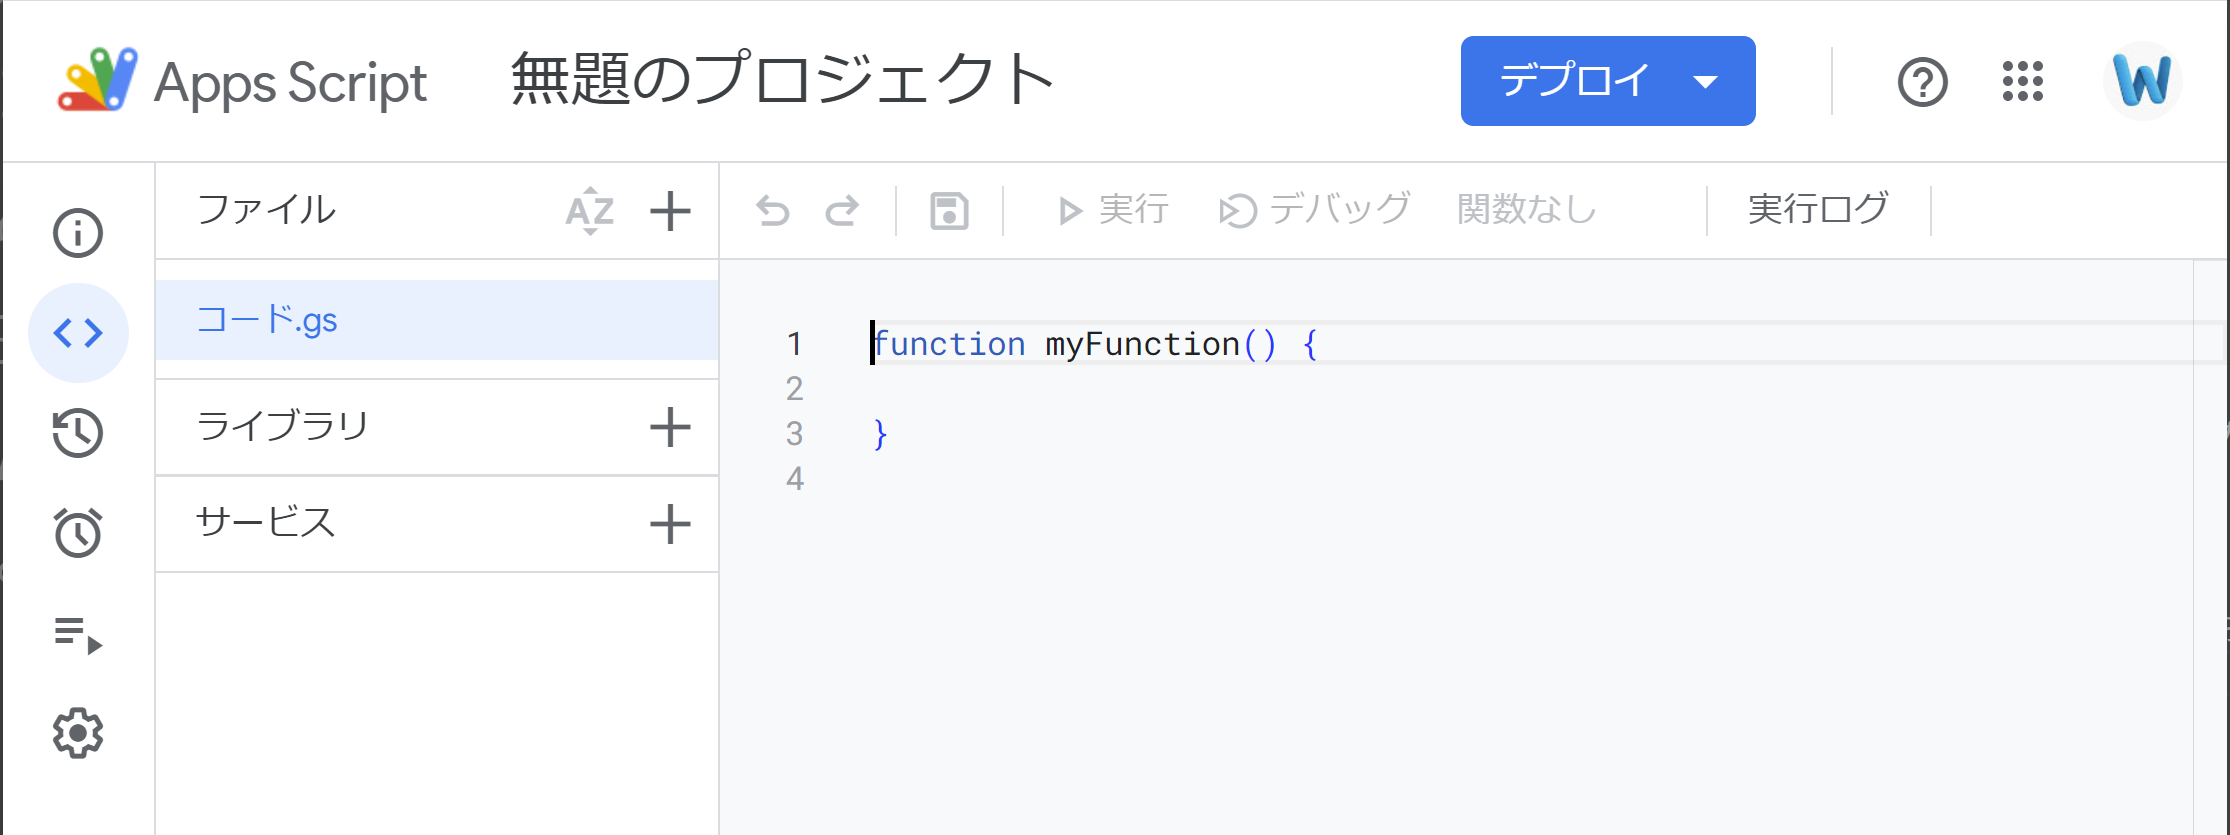 Apps Script 無題のプロジェクト デプロイ
ファイル AZ 実行 デバッグ 関数なし 実行ログ
コード.gs
ライブラリ
サービス
1 function myFunction() {
2
3 }
4